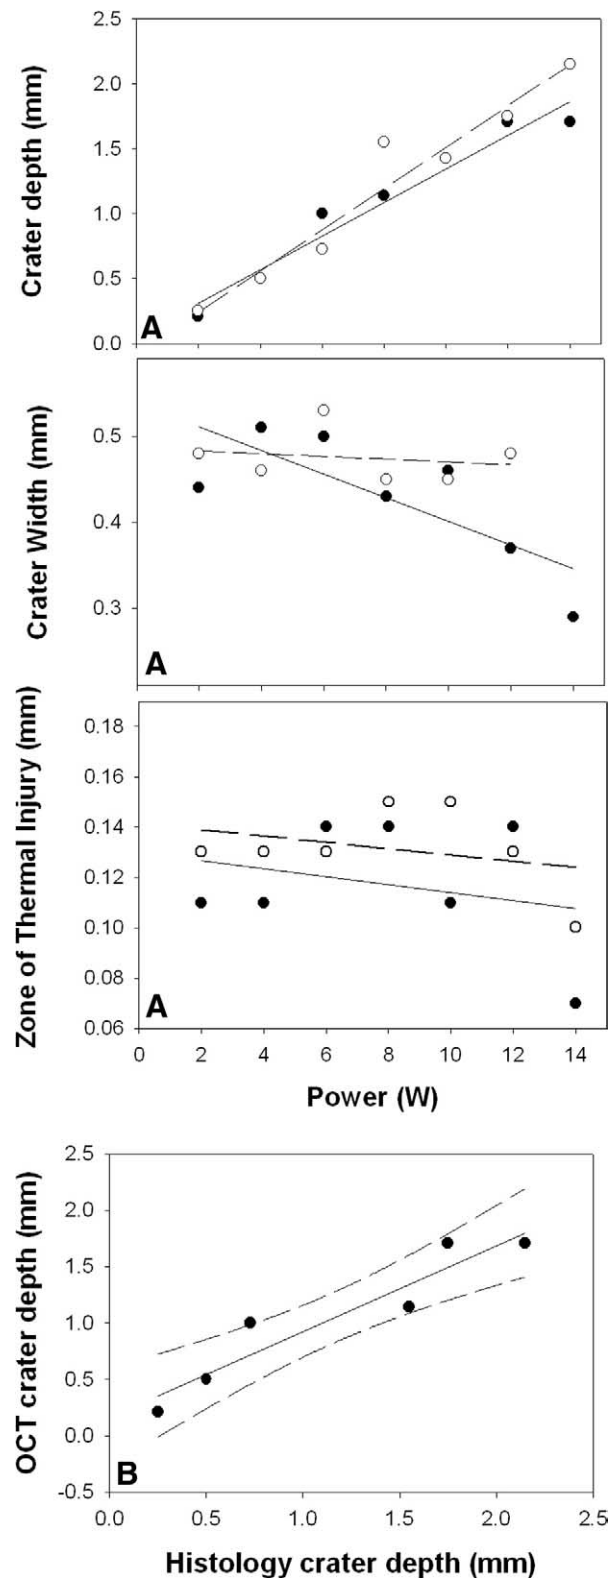 Crater depth (mm)
2.5
2.0
1.5
1.0
0.5
0.0
A
Crater Width (mm)
0.5
0.4
0.3
A
Zone of Thermal Injury (mm)
0.18
0.16
0.14
0.12
0.10
0.08
0.06
A
0 2 4 6 8 10 12 14
Power (W)
OCT crater depth (mm)
2.5
2.0
1.5
1.0
0.5
0.0
-0.5
B
0.0 0.5 1.0 1.5 2.0 2.5
Histology crater depth (mm)